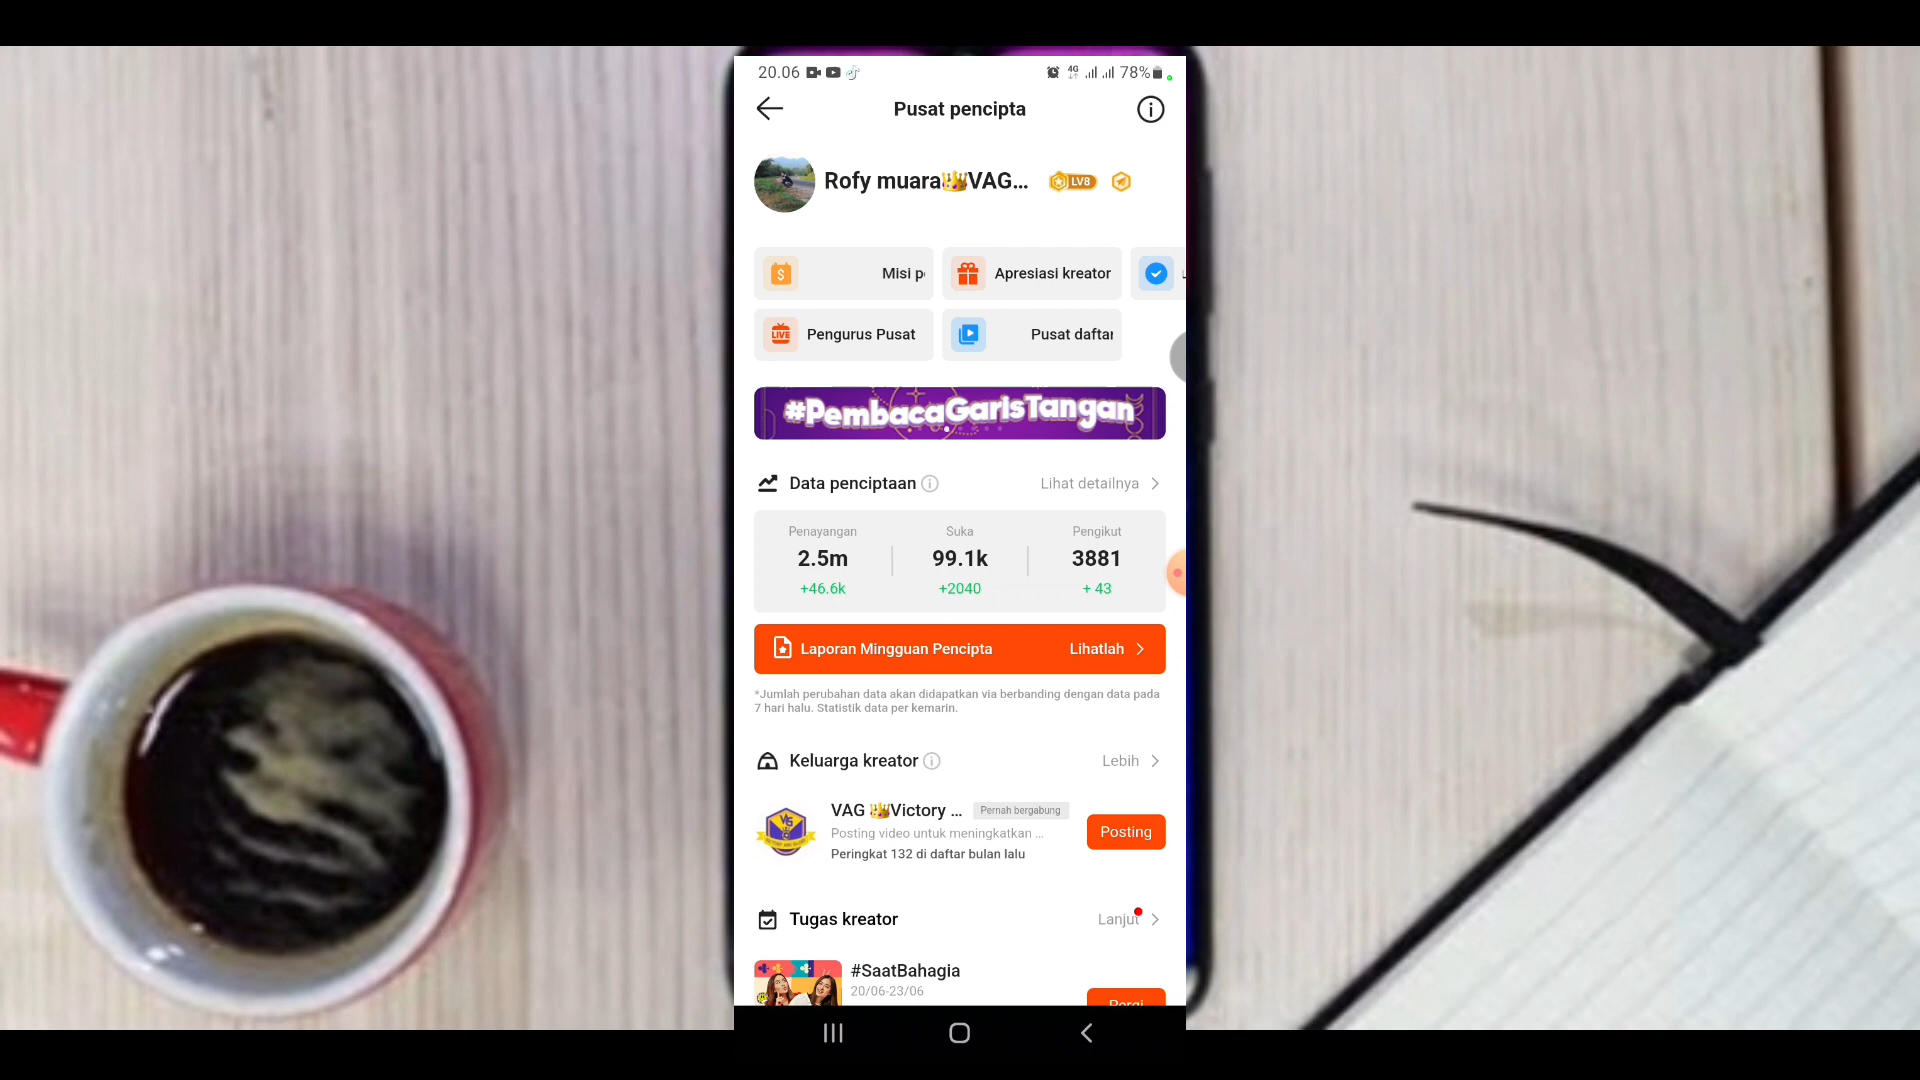 20.06 4G 78%
Pusat pencipta
Rofy muara👑VAG... LV8
Misi p
Apresiasi kreator
LIVE Pengurus Pusat
Pusat daftar
#PembacaGarisTangan
Data penciptaan Lihat detailnya
Penayangan Suka Pengikut
2.5m 99.1k 3881
+46.6k +2040 + 43
Laporan Mingguan Pencipta Lihatlah
*Jumlah perubahan data akan didapatkan via berbanding dengan data pada
7 hari halu. Statistik data per kemarin.
Keluarga kreator Lebih
VAG 👑Victory ... Pernah bergabung
Posting video untuk meningkatkan ...
Posting
Peringkat 132 di daftar bulan lalu
Tugas kreator Lanjut
#SaatBahagia
20/06-23/06
Pergi